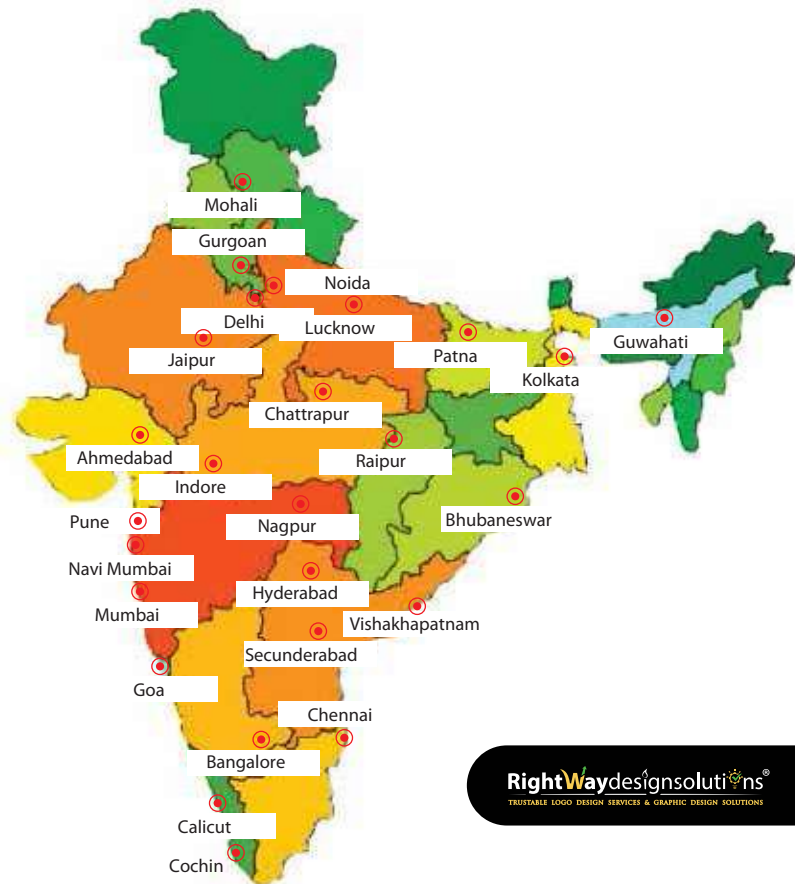 Mohali
Gurgoan
Noida
Delhi
Lucknow
Guwahati
Jaipur
Patna
Kolkata
Chattrapur
Ahmedabad
Raipur
Indore
Pune
Nagpur
Bhubaneswar
Navi Mumbai
Hyderabad
Mumbai
Vishakhapatnam
Secunderabad
Goa
Chennai
Bangalore
RightWaydesignsolutions®
TRUSTABLE LOGO DESIGN SERVICES & GRAPHIC DESIGN SOLUTIONS
Calicut
Cochin